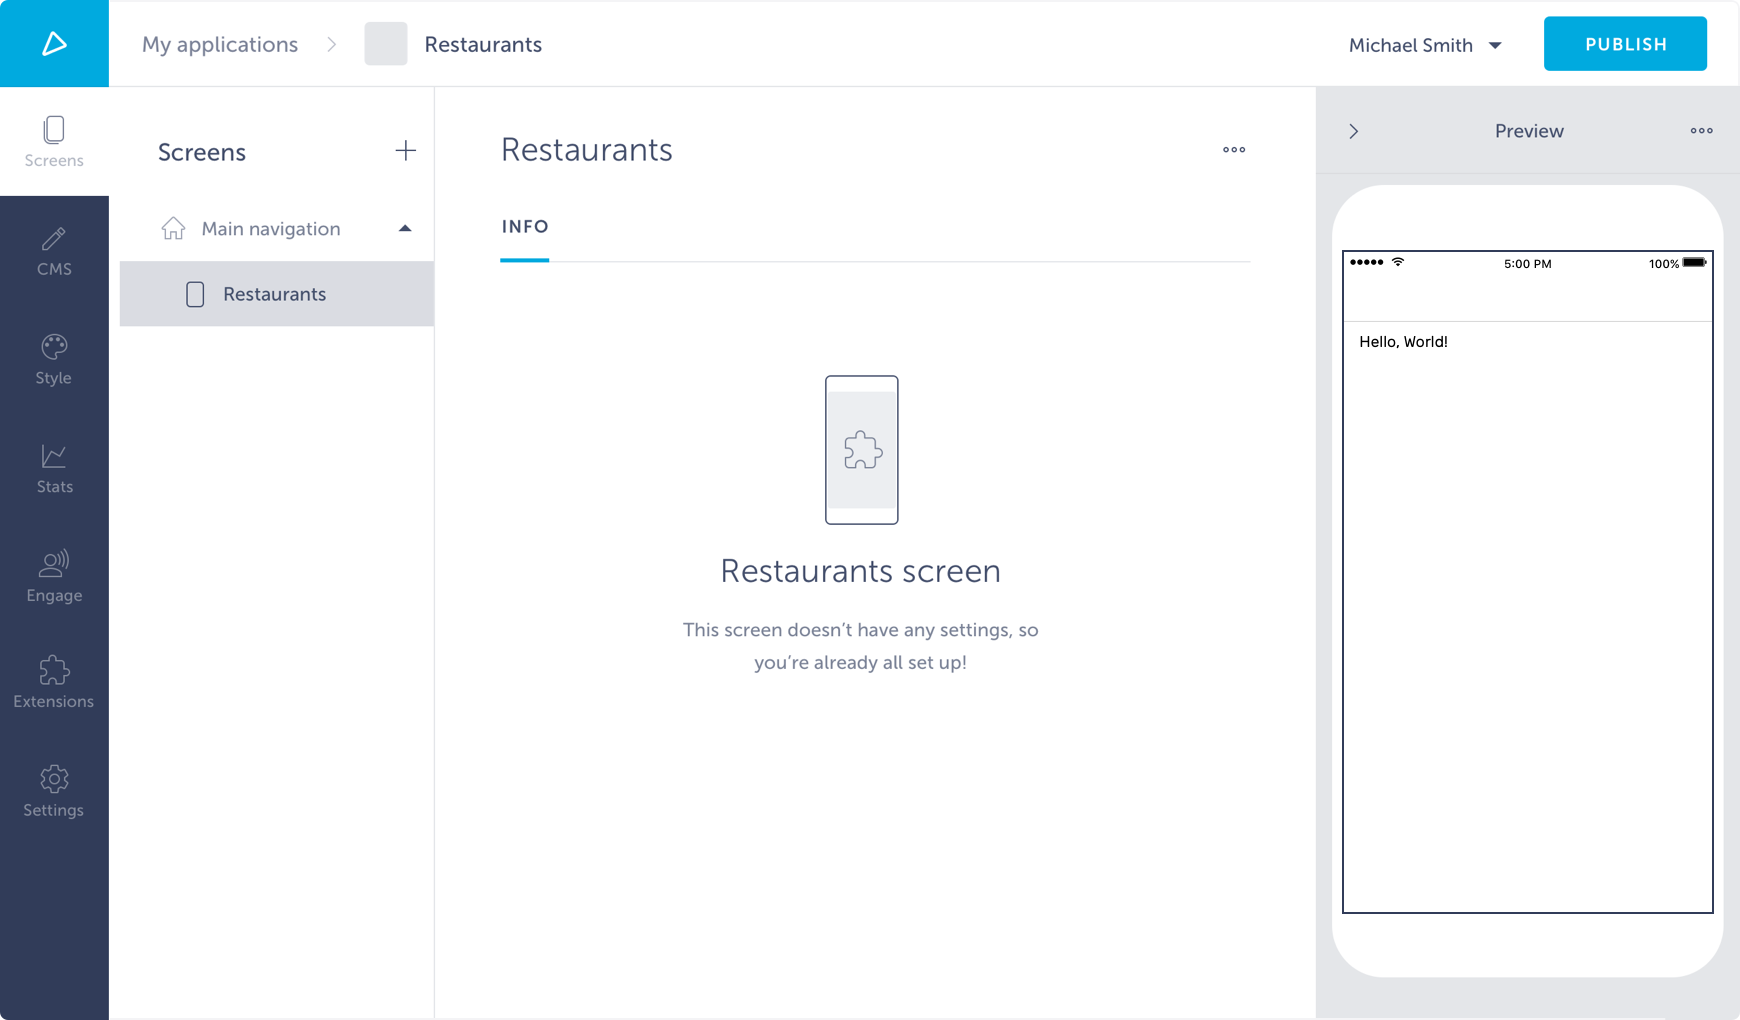 My applications
Restaurants
Michael Smith
PUBLISH
Screens
CMS
Style
Stats
Engage
Extensions
Settings
Screens
Main navigation
Restaurants
Restaurants
INFO
Restaurants screen
This screen doesn’t have any settings, so
you’re already all set up!
Preview
5:00 PM
100%
Hello, World!